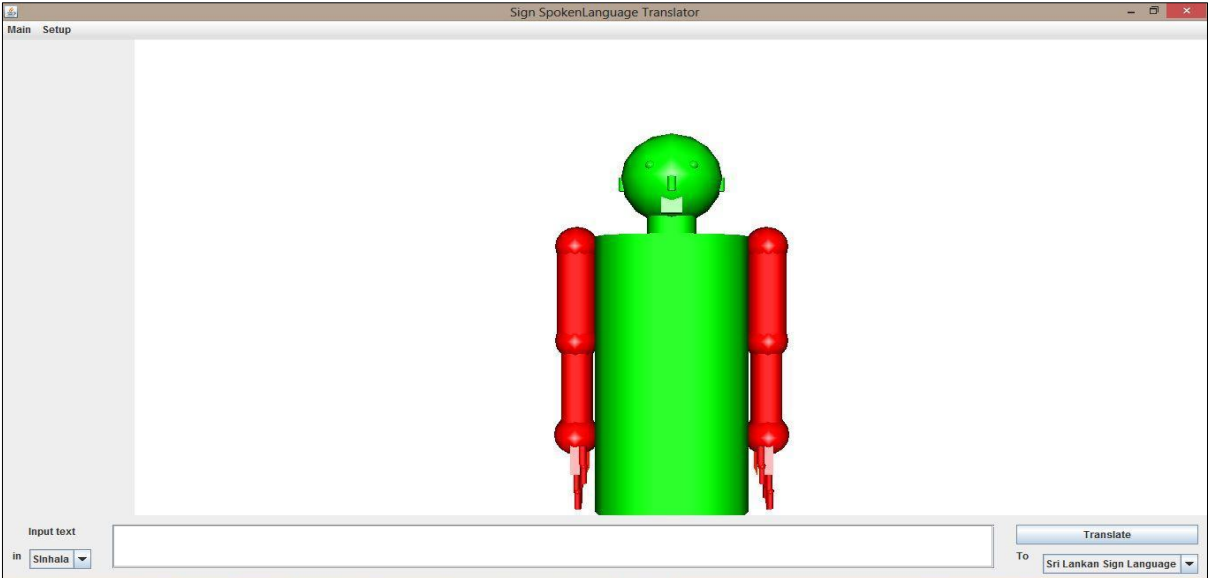 Sign SpokenLanguage Translator
Main Setup
Input text
Translate
in SInhala
To Sri Lankan Sign Language